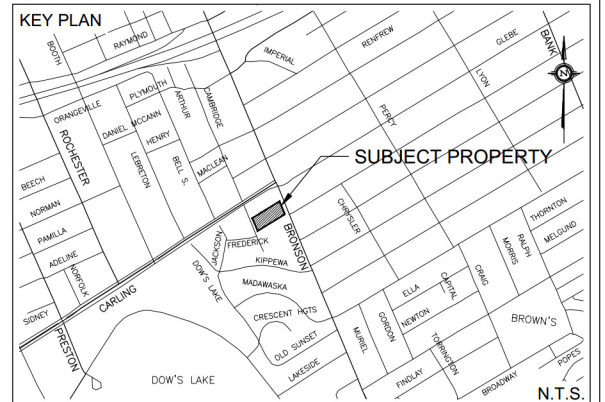 KEY PLAN
BOOTH
RAYMOND
IMPERIAL
RENFREW
GLEBE
BANK
N
ORANGEVILLE
PLYMOUTH
ARTHUR
CAMBRIDGE
LYON
DANIEL McCANN
HENRY
PERCY
ROCHESTER
LEBRETON
BELL S.
MACLEAN
SUBJECT PROPERTY
BEECH
NORMAN
PAMILLA
ADELINE
NORFOLK
JACKSON
FREDERICK
BRONSON
CHRYSLER
KIPPEWA
THORNTON
RALPH
MELGUND
MORRIS
DOW'S LAKE
MADAWASKA
CRAIG
CAPITAL
ELLA
SIDNEY
CARLING
CRESCENT HGTS
GORDON
NEWTON
BROWN'S
PRESTON
MURIEL
OLD SUNSET
TORRINGTON
POPES
DOW'S LAKE
LAKESIDE
FINDLAY
BROADWAY
N.T.S.